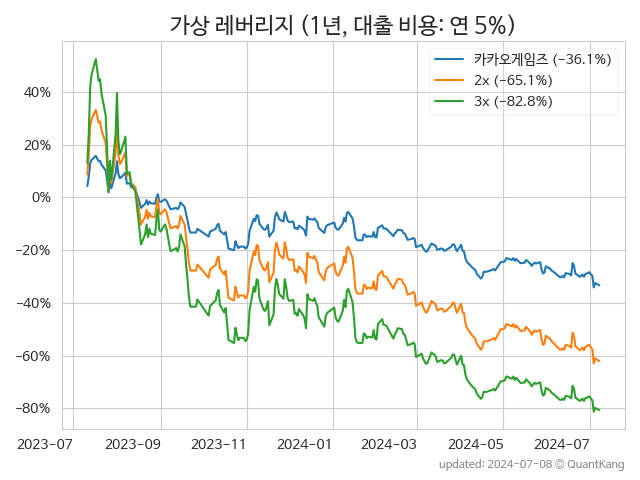 가상 레버리지 (1년, 대출 비용: 연 5%)
카카오게임즈 (−36.1%)
2x (−65.1%)
3x (−82.8%)
40%
20%
0%
−20%
−40%
−60%
−80%
2023-07 2023-09 2023-11 2024-01 2024-03 2024-05 2024-07
updated: 2024-07-08 © QuantKang